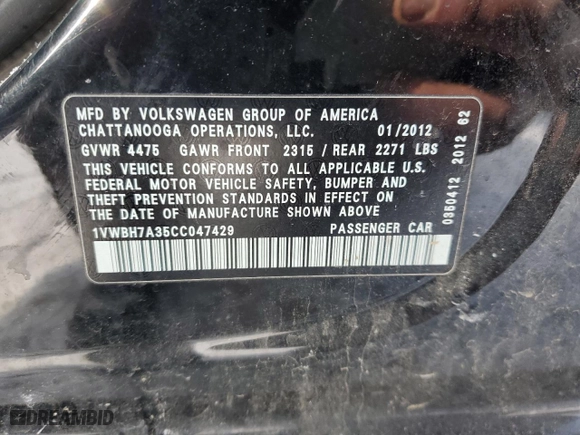 MFD BY VOLKSWAGEN GROUP OF AMERICA
CHATTANOOGA OPERATIONS, LLC. 01/2012
GVWR 4475 GAWR FRONT 2315 / REAR 2271 LBS
THIS VEHICLE CONFORMS TO ALL APPLICABLE U.S.
FEDERAL MOTOR VEHICLE SAFETY, BUMPER AND
THEFT PREVENTION STANDARDS IN EFFECT ON
THE DATE OF MANUFACTURE SHOWN ABOVE.
1VWBH7A35CC047429 PASSENGER CAR
0350412 2012 62
DREAMBID